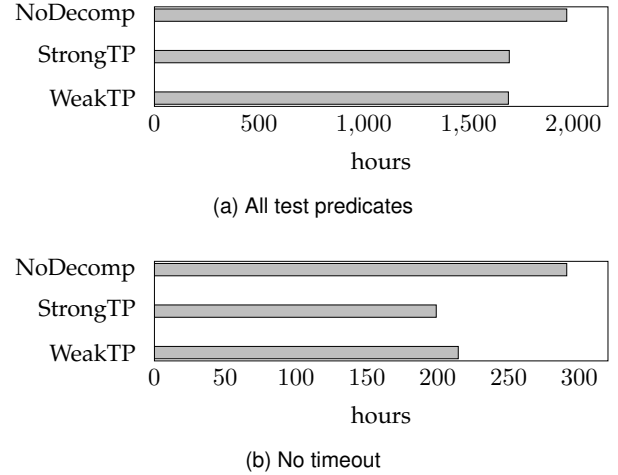 NoDecomp
StrongTP
WeakTP
0 500 1,000 1,500 2,000
hours
(a) All test predicates
NoDecomp
StrongTP
WeakTP
0 50 100 150 200 250 300
hours
(b) No timeout